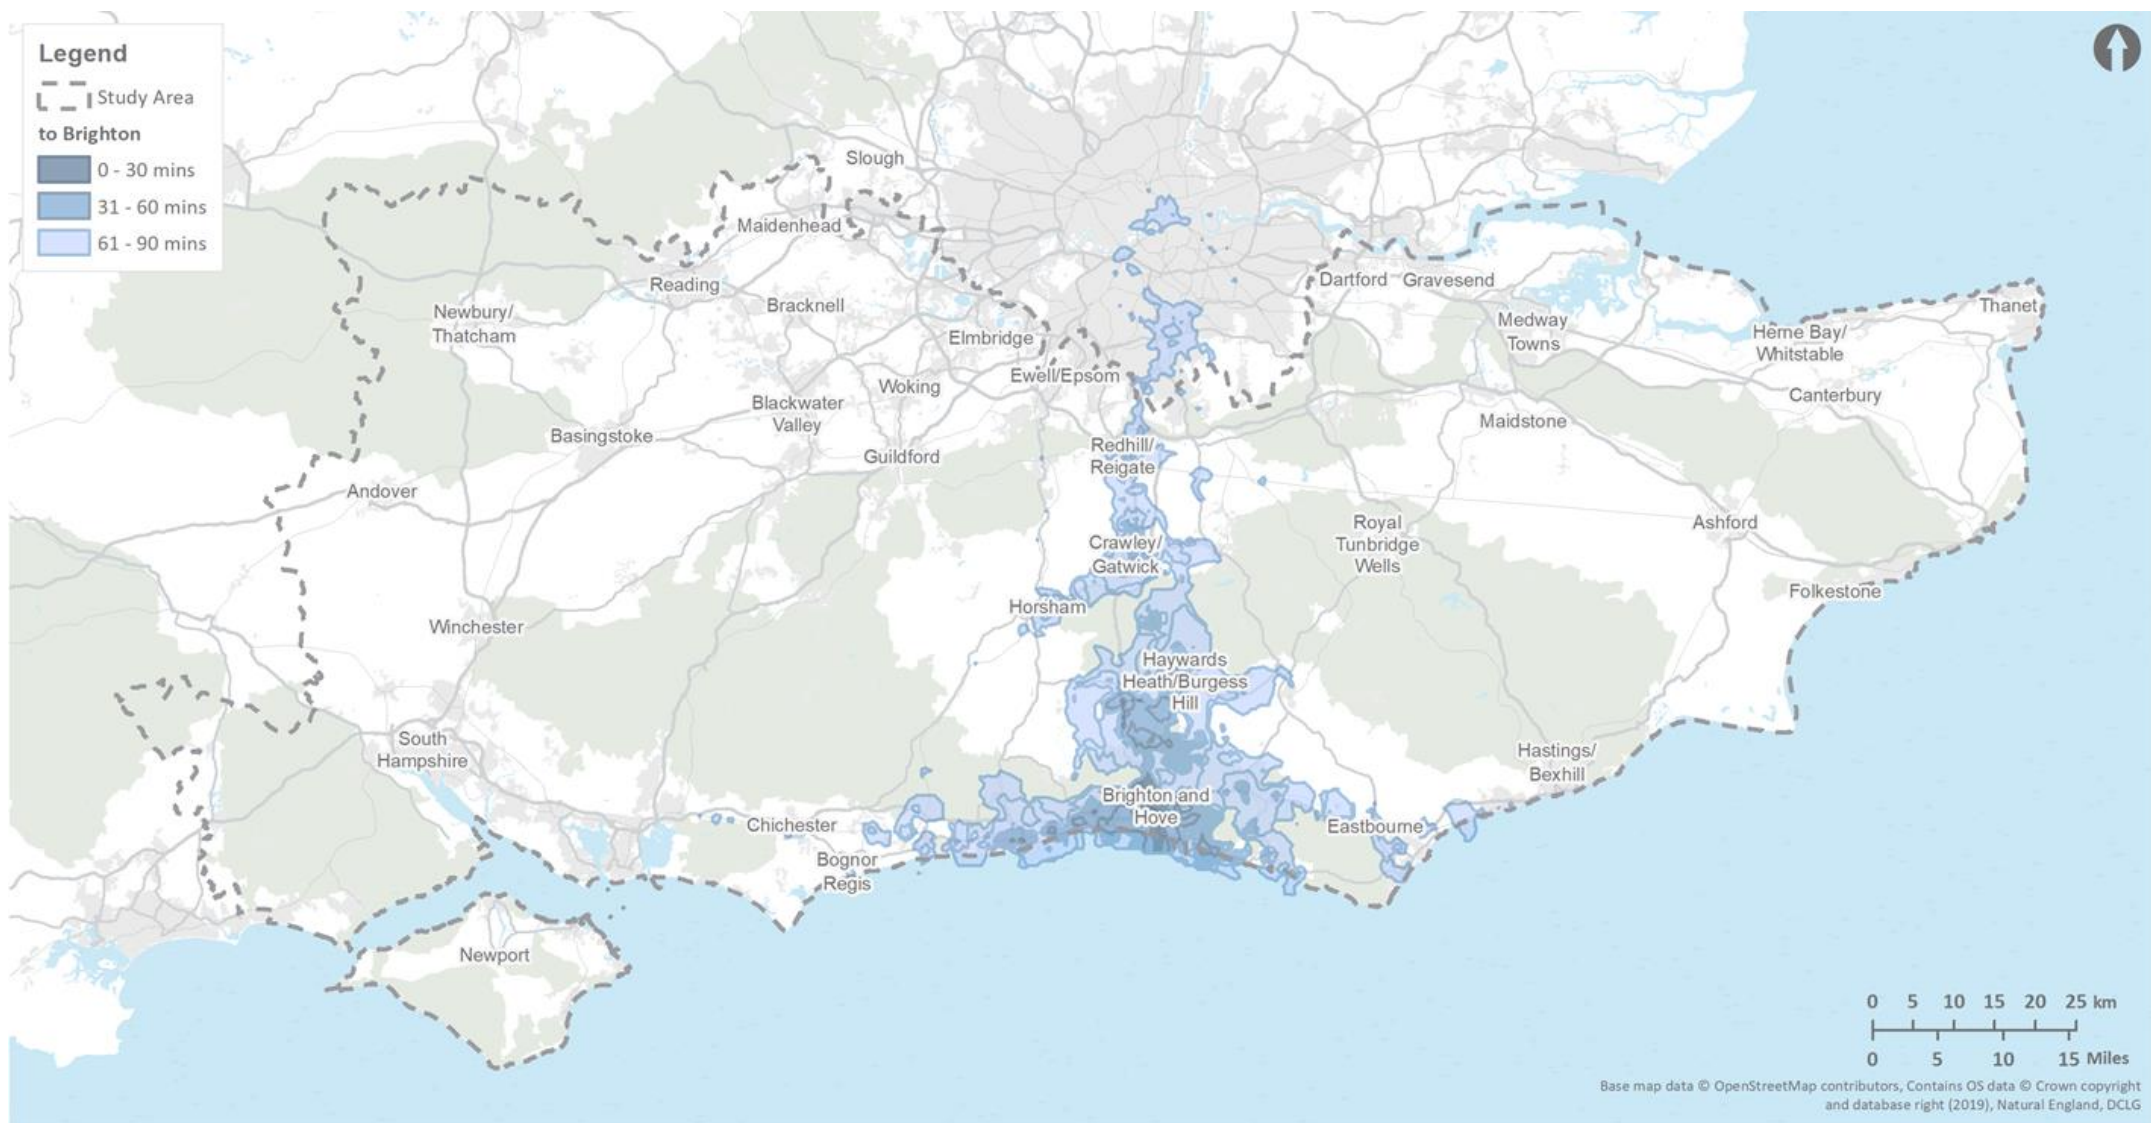 Legend
Study Area
to Brighton
0 - 30 mins
31 - 60 mins
61 - 90 mins
Slough
Maidenhead
Reading
Newbury/
Thatcham
Bracknell
Elmbridge
Dartford
Gravesend
Medway
Towns
Herne Bay/
Whitstable
Thanet
Ewell/Epsom
Woking
Blackwater
Valley
Canterbury
Basingstoke
Guildford
Redhill/
Reigate
Maidstone
Andover
Crawley/
Gatwick
Royal
Tunbridge
Wells
Ashford
Folkestone
Horsham
Winchester
Haywards
Heath/Burgess
Hill
South
Hampshire
Hastings/
Bexhill
Brighton and
Hove
Chichester
Eastbourne
Bognor
Regis
Newport
0 5 10 15 20 25 km
0 5 10 15 Miles
Base map data © OpenStreetMap contributors, Contains OS data © Crown copyright
and database right (2019), Natural England, DCLG